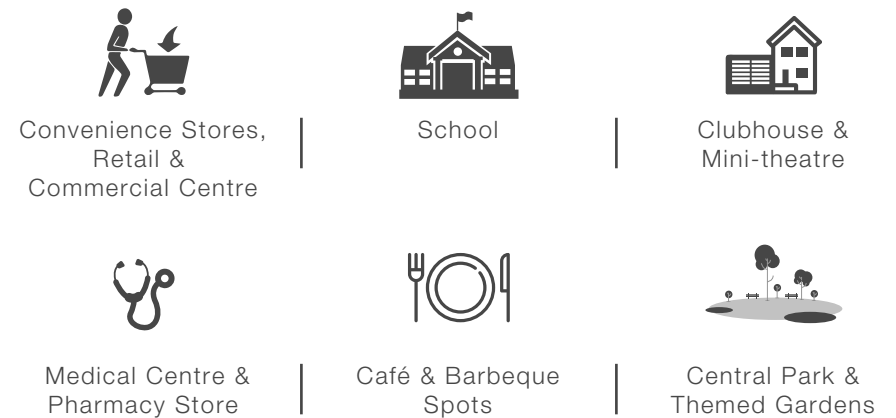 Convenience Stores,
Retail &
Commercial Centre
School
Clubhouse &
Mini-theatre
Medical Centre &
Pharmacy Store
Café & Barbeque
Spots
Central Park &
Themed Gardens